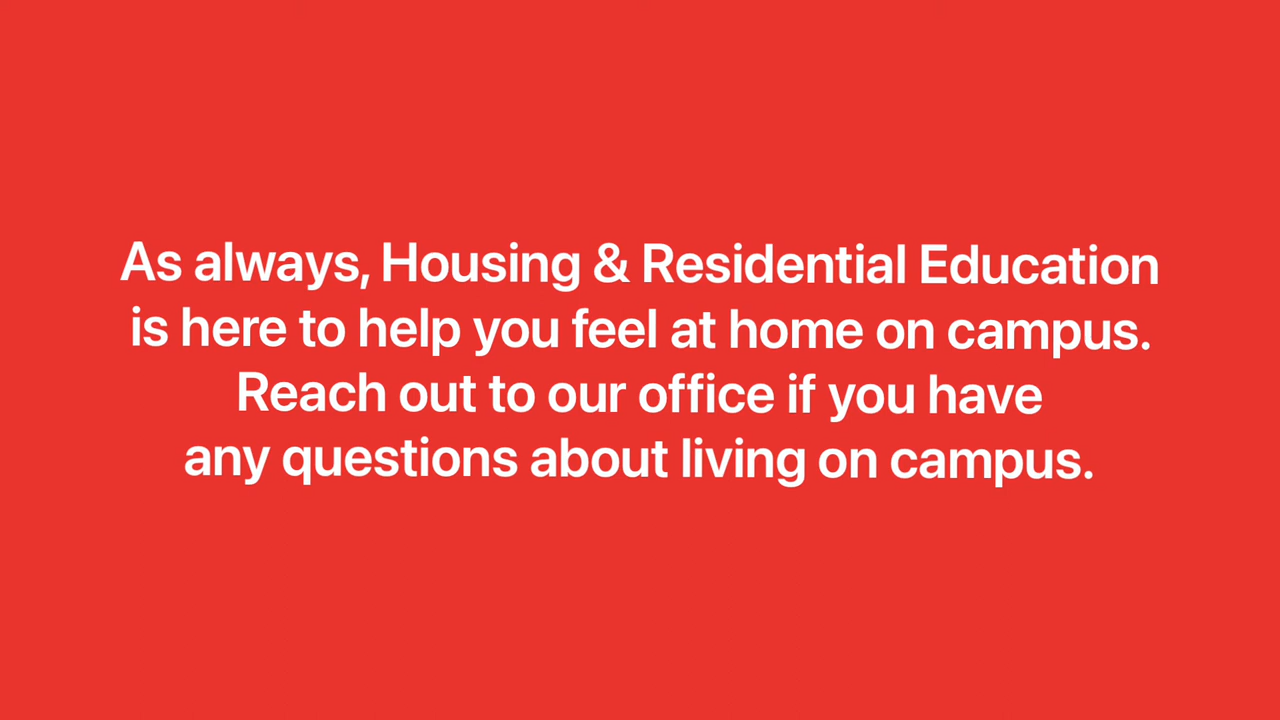 As always, Housing & Residential Education
is here to help you feel at home on campus.
Reach out to our office if you have
any questions about living on campus.